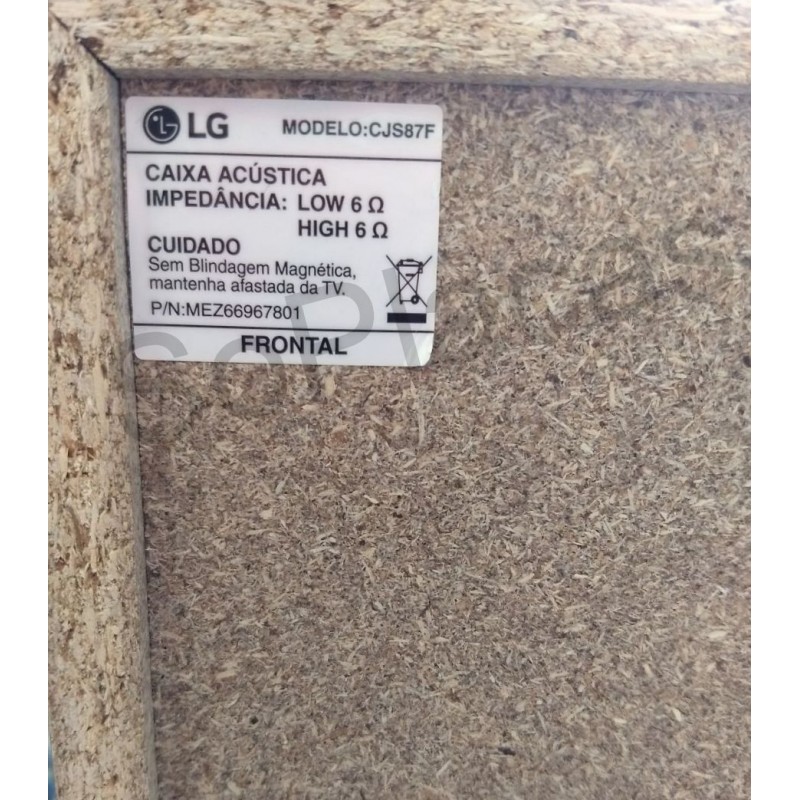 LG MODELO:CJS87F
CAIXA ACÚSTICA
IMPEDÂNCIA: LOW 6 Ω
HIGH 6 Ω
CUIDADO
Sem Blindagem Magnética,
mantenha afastada da TV.
P/N:MEZ66967801
FRONTAL